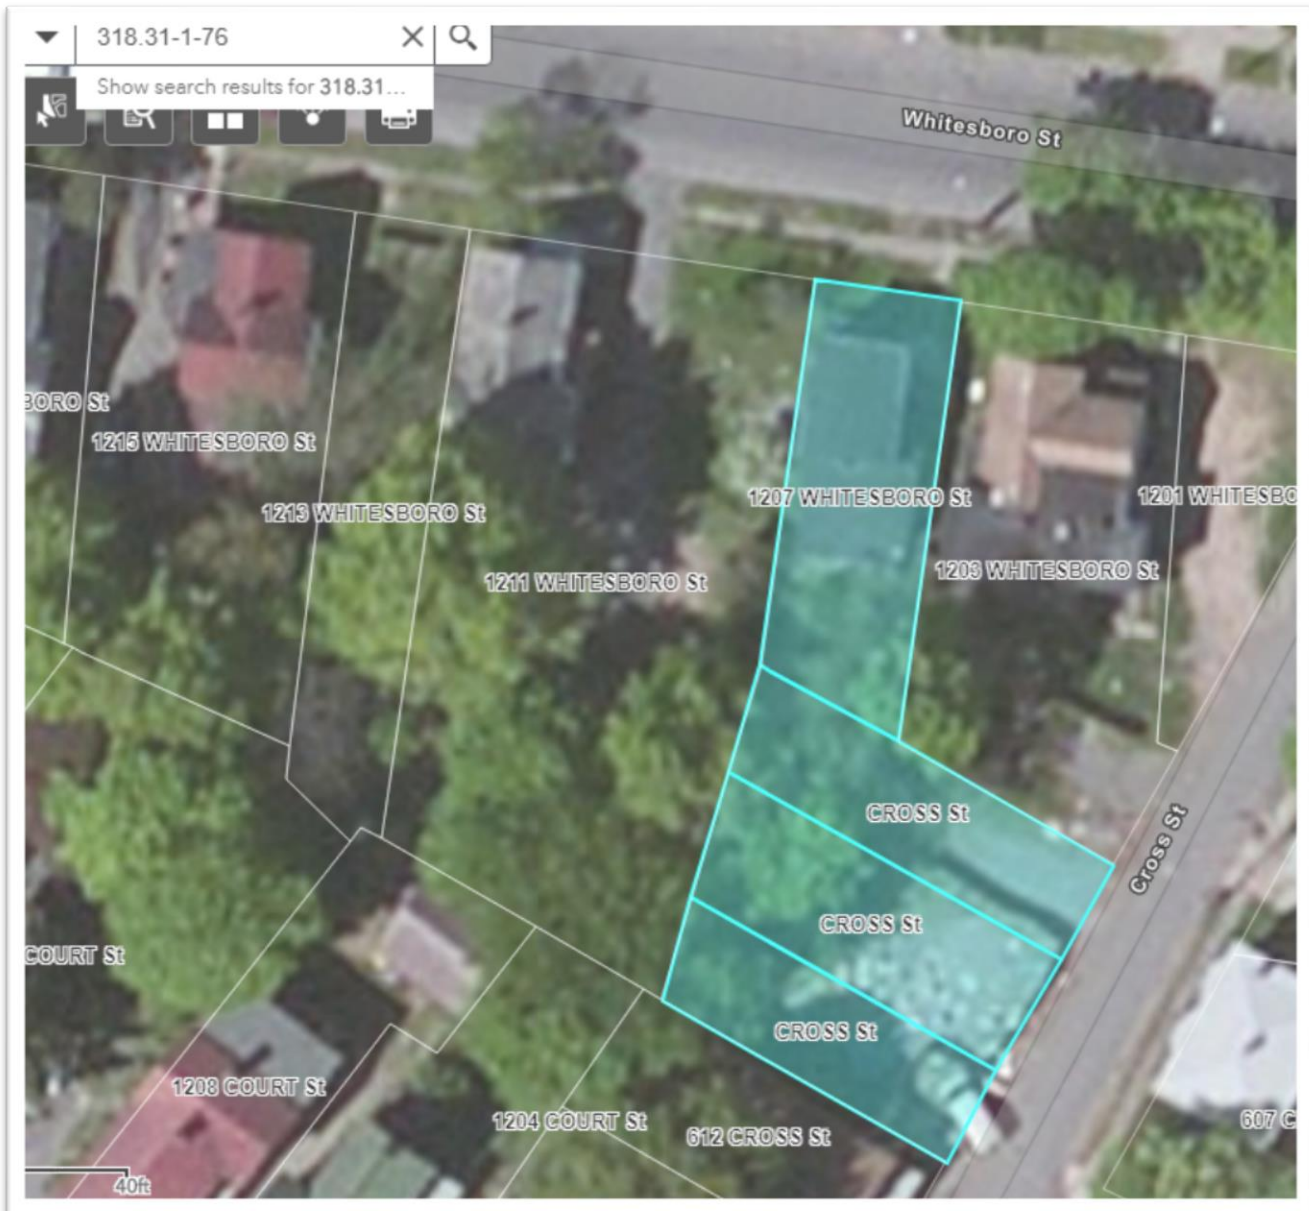 318.31-1-76
Show search results for 318.31...
Whitesboro St
BORO St
1215 WHITESBORO St
1213 WHITESBORO St
1207 WHITESBORO St
1201 WHITESBO
1211 WHITESBORO St
1203 WHITESBORO St
CROSS St
Cross St
CROSS St
COURT St
CROSS St
1208 COURT St
1204 COURT St
612 CROSS St
607 C
40ft